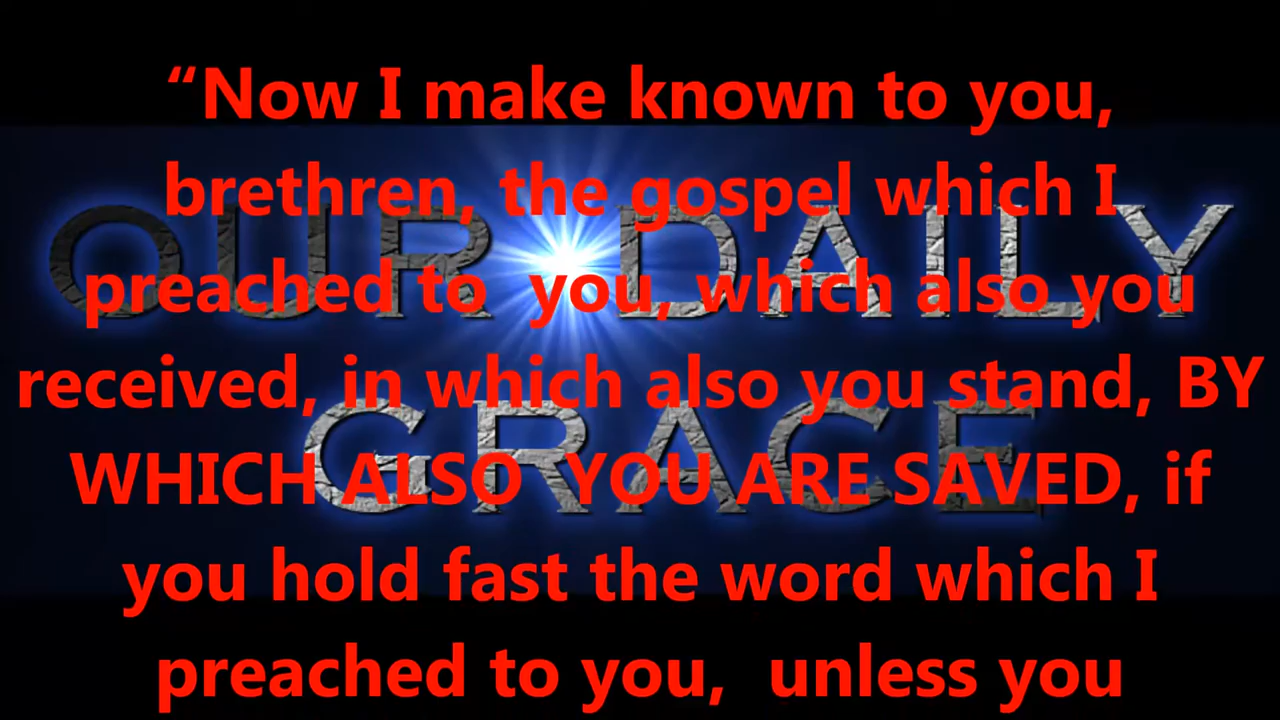 “Now I make known to you,
brethren, the gospel which I
preached to you, which also you
received, in which also you stand, BY
WHICH ALSO YOU ARE SAVED, if
you hold fast the word which I
preached to you, unless you
OUR DAILY
GRACE